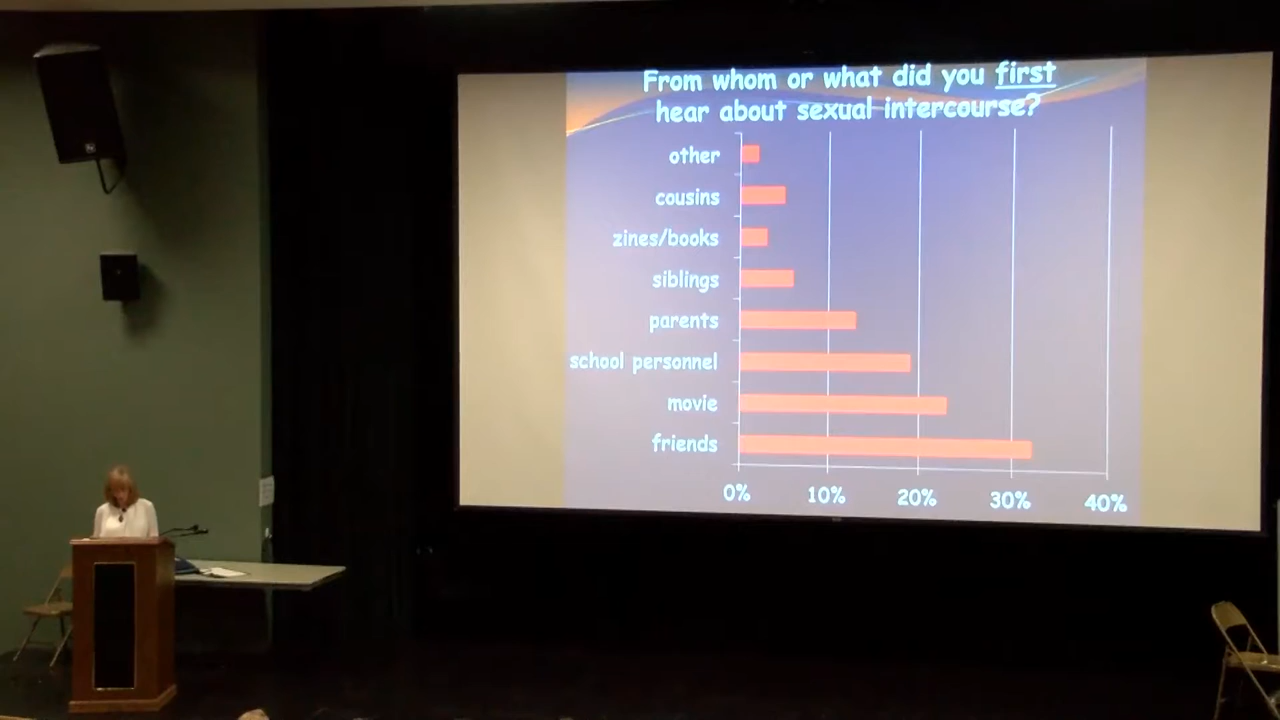 From whom or what did you first
hear about sexual intercourse?
other
cousins
zines/books
siblings
parents
school personnel
movie
friends
0% 10% 20% 30% 40%